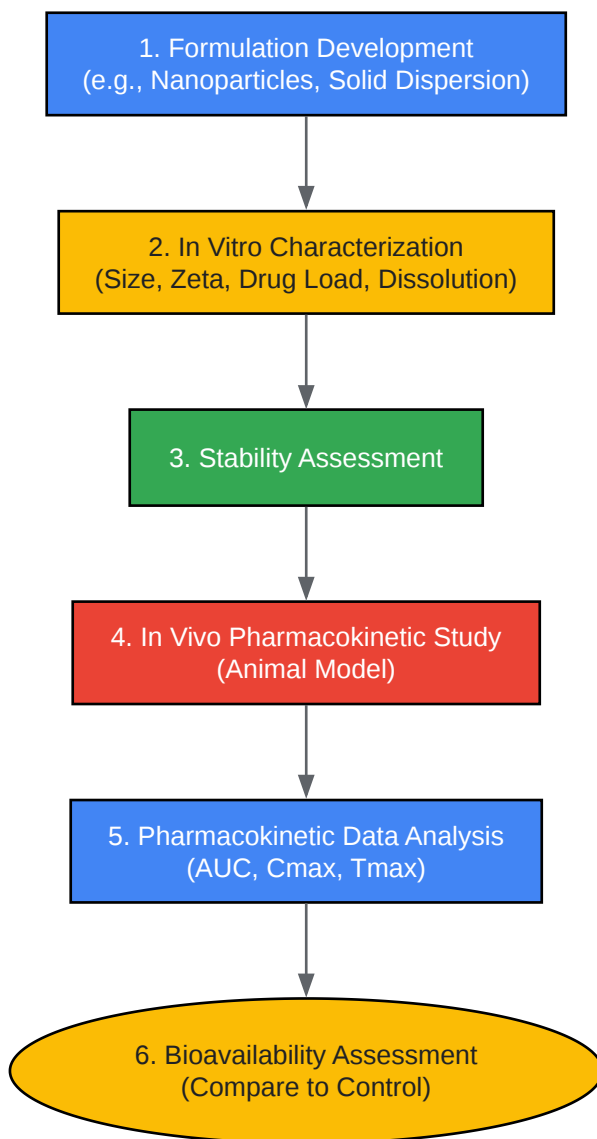 1. Formulation Development
(e.g., Nanoparticles, Solid Dispersion)
2. In Vitro Characterization
(Size, Zeta, Drug Load, Dissolution)
3. Stability Assessment
4. In Vivo Pharmacokinetic Study
(Animal Model)
5. Pharmacokinetic Data Analysis
(AUC, Cmax, Tmax)
6. Bioavailability Assessment
(Compare to Control)